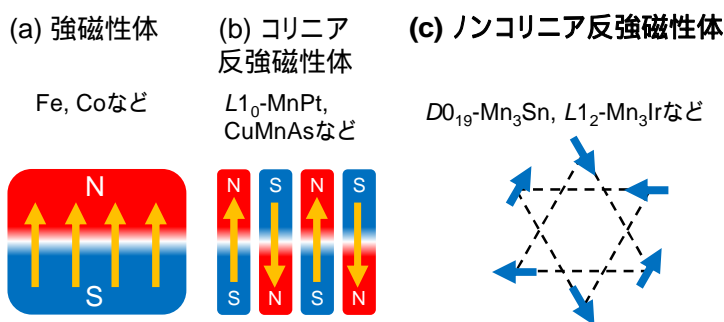 (a) 強磁性体
Fe, Coなど
N
S
(b) コリニア
反強磁性体
L1₀-MnPt,
CuMnAsなど
N S N S
S N S N
(c) ノンコリニア反強磁性体
D0₁₉-Mn₃Sn, L1₂-Mn₃Irなど